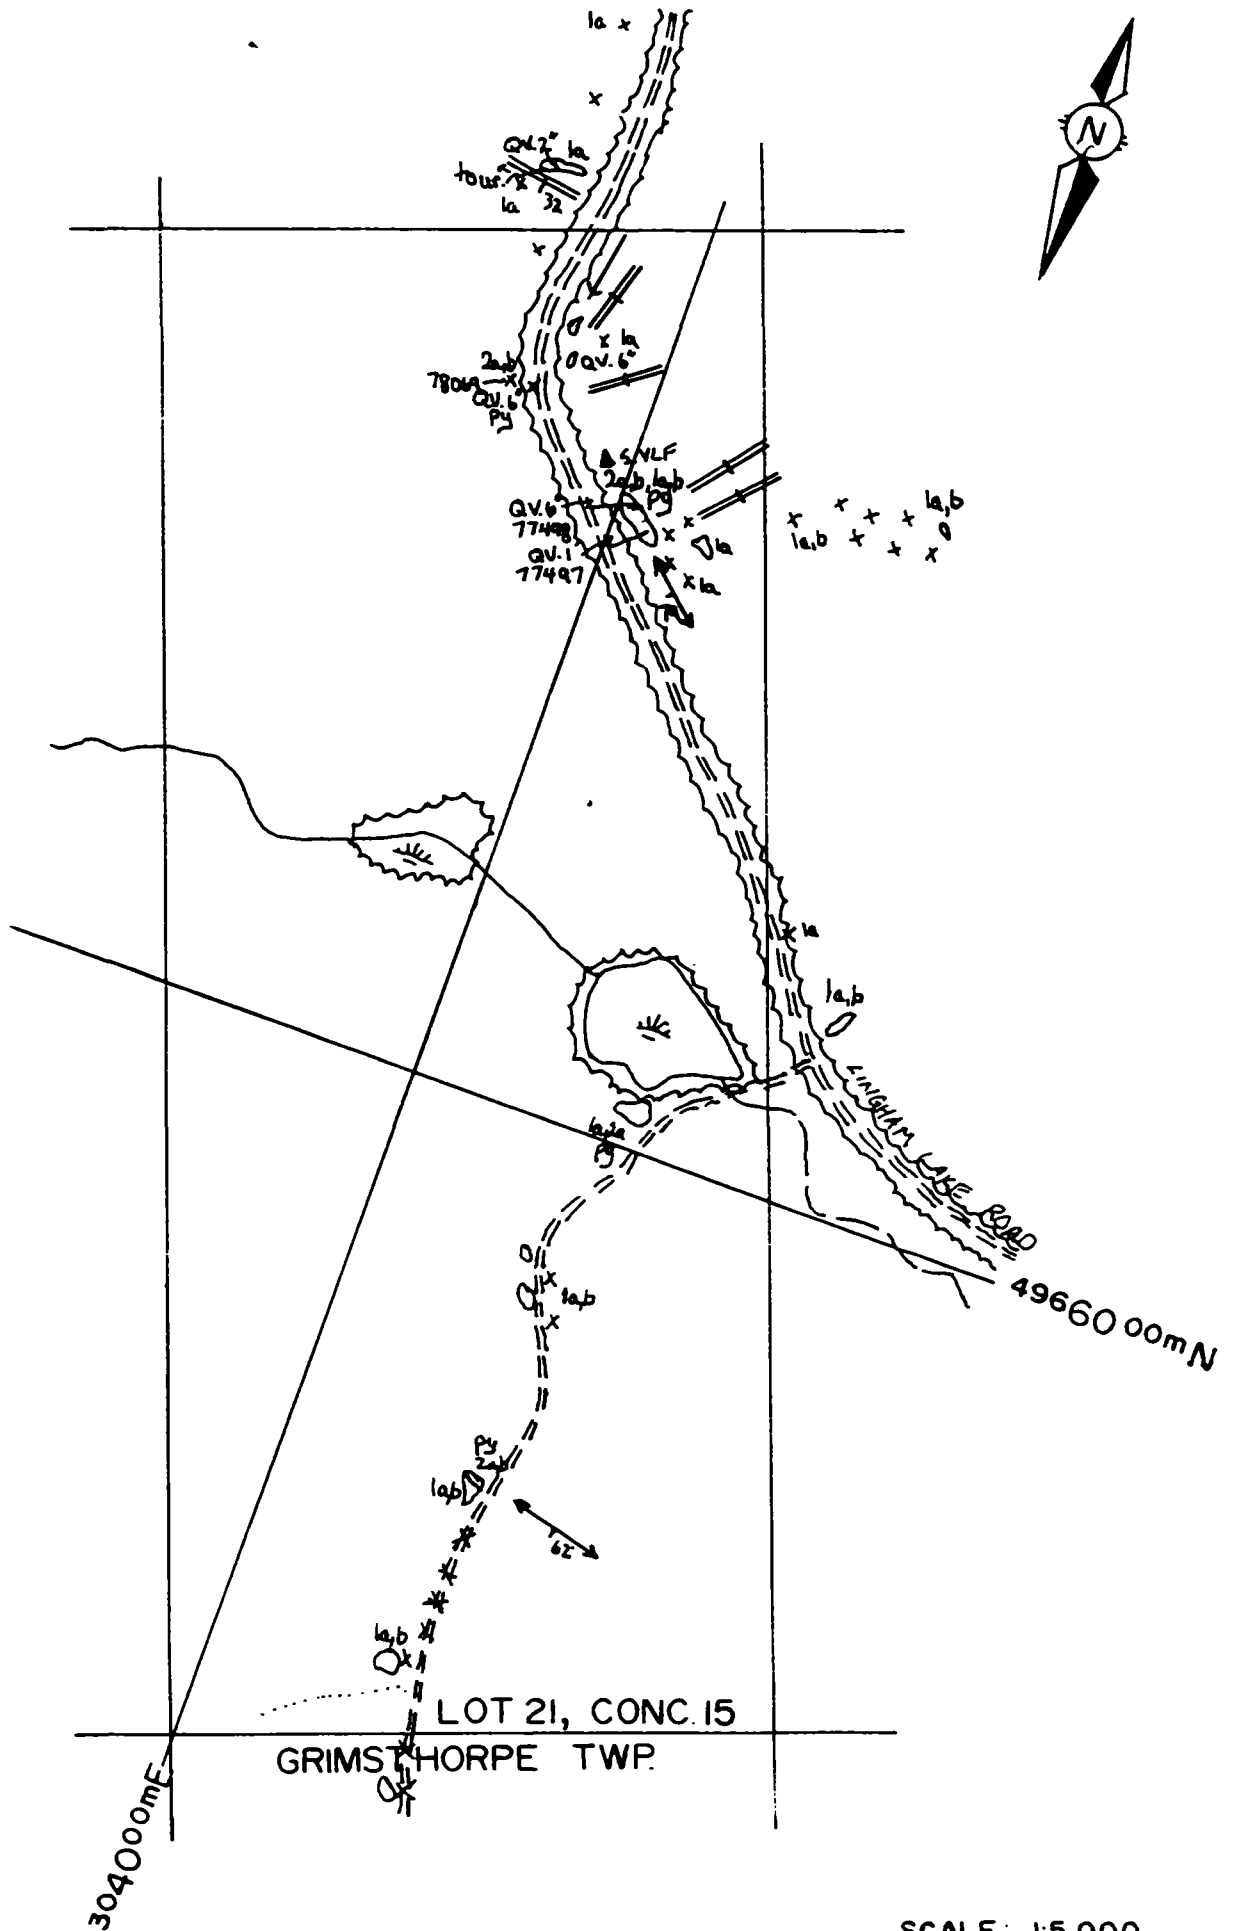 1a
N
QV.2" 1a
tour.
1a 32
1a
QV. 6"
2a,b
78069
QV.6"
Py
S. VLF
2a,b, 1a,b
Py
QV.6"
77498
QV.1"
77497
1a
1a
1a,b
1a,b
1a
1a,b
LINGHAM LAKE ROAD
1a,2a
Py
4966000mN
1a,b
Py
2a,b
1a,b
62
1a,b
LOT 21, CONC. 15
GRIMSTHORPE TWP.
304000mE
SCALE: 1:5,000